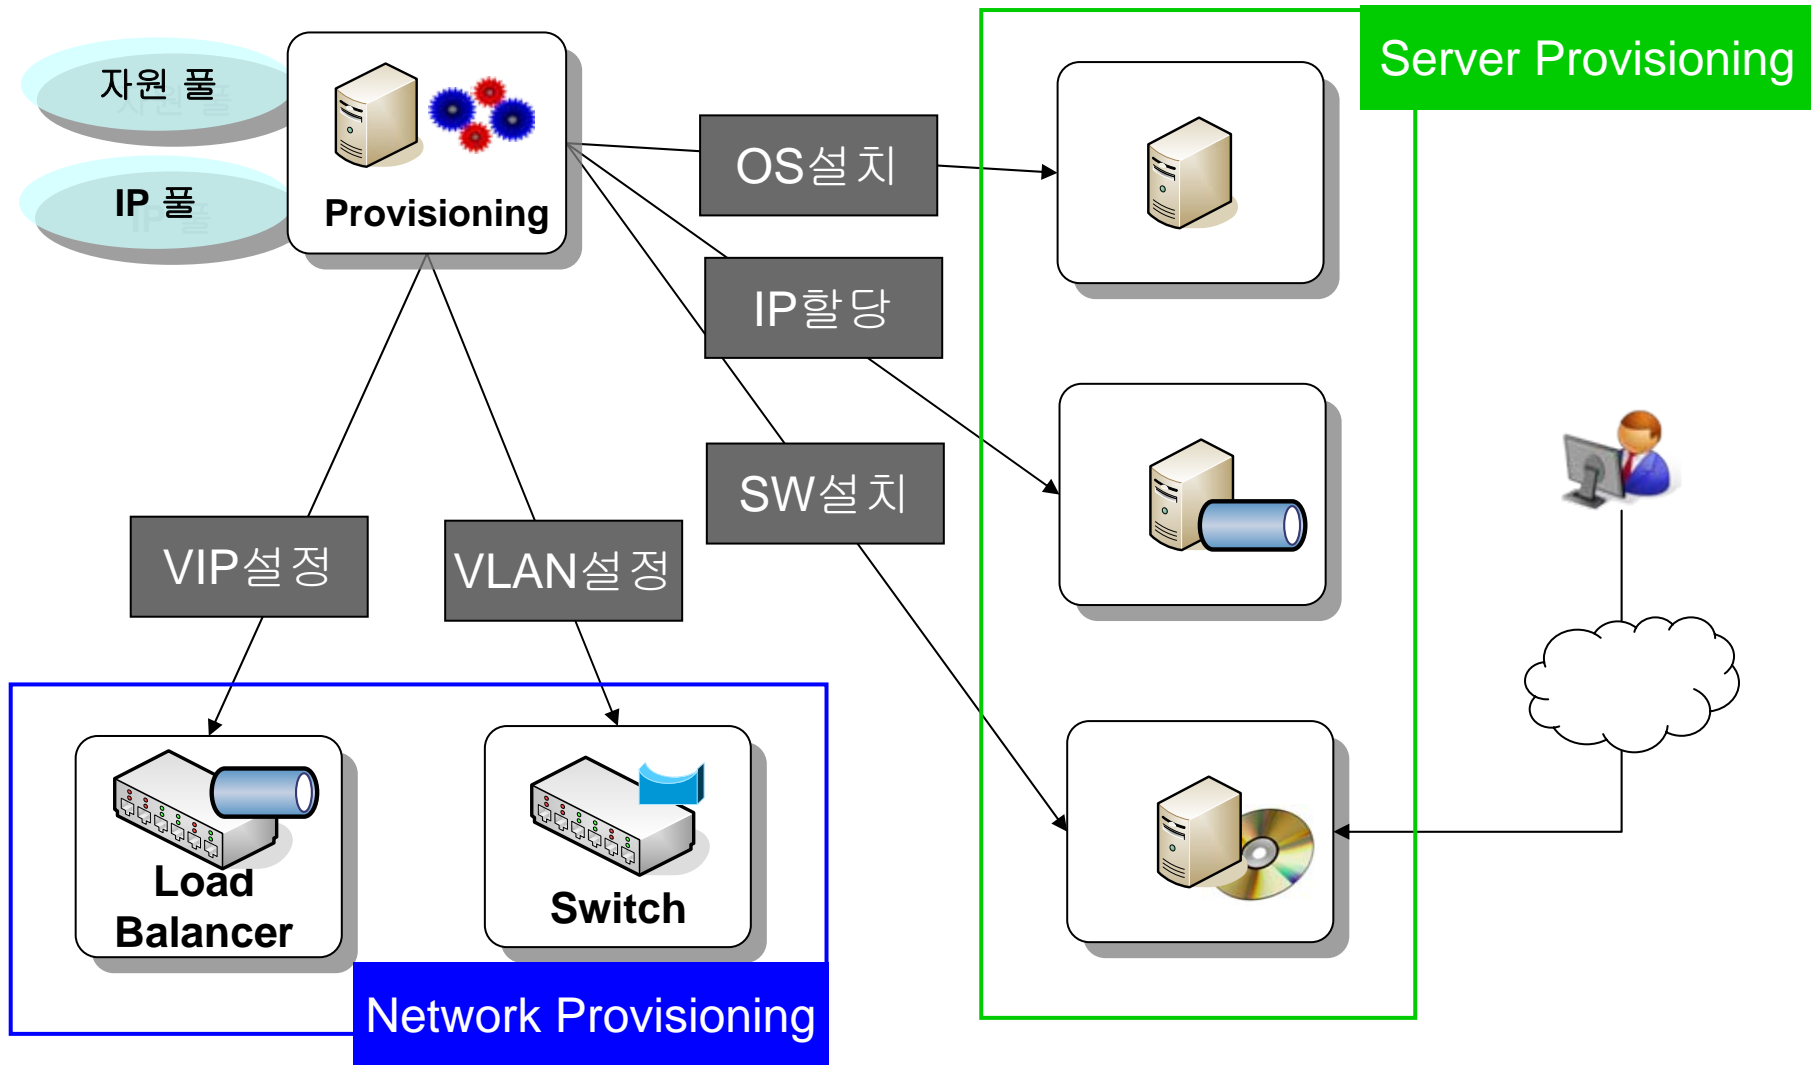 자원 풀
IP 풀
Provisioning
OS설치
IP할당
SW설치
VIP설정
VLAN설정
Server Provisioning
Load
Balancer
Switch
Network Provisioning